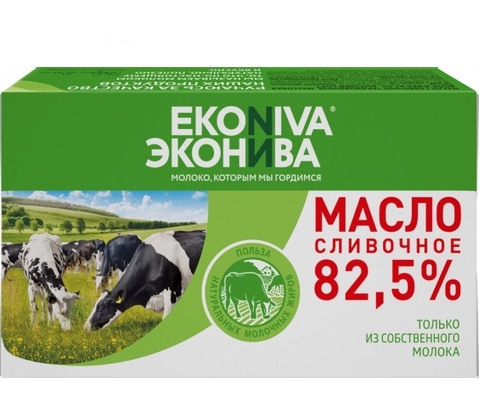 EKONIVA®
ЭКОНИВА
МОЛОКО, КОТОРЫМ МЫ ГОРДИМСЯ
МАСЛО
СЛИВОЧНОЕ
82,5%
ПОЛЬЗА
НАТУРАЛЬНЫХ МОЛОЧНЫХ ЖИРОВ
ТОЛЬКО
ИЗ СОБСТВЕННОГО
МОЛОКА